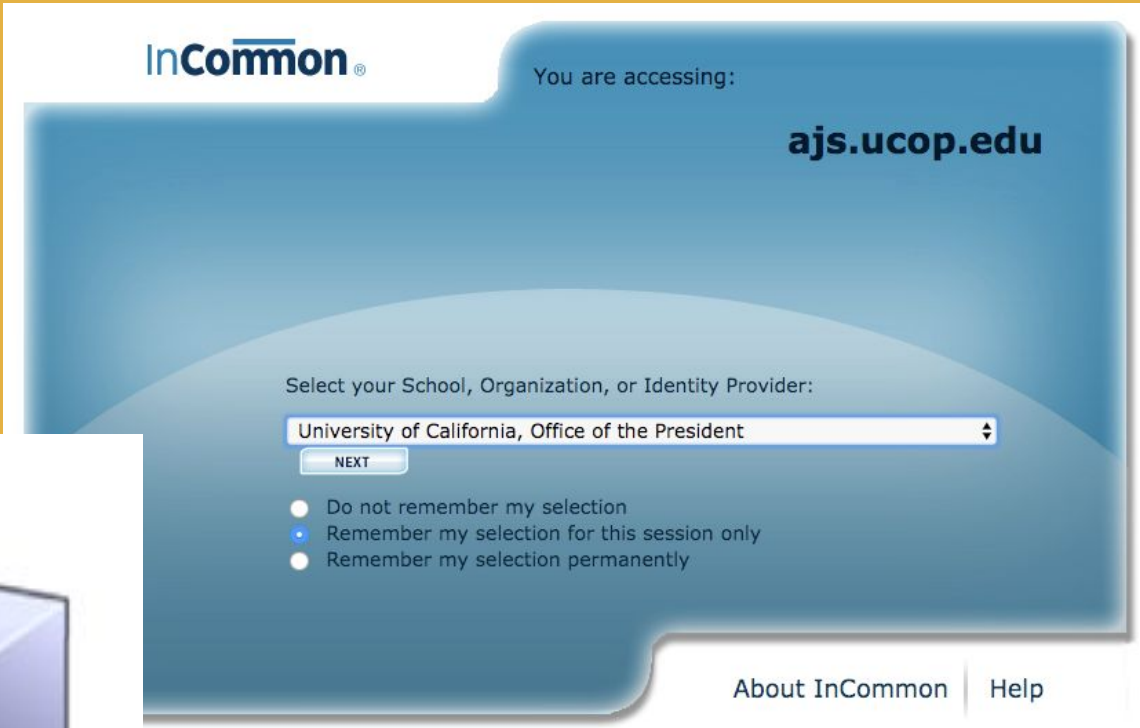 InCommon®
You are accessing:
ajs.ucop.edu
Select your School, Organization, or Identity Provider:
University of California, Office of the President
NEXT
Do not remember my selection
Remember my selection for this session only
Remember my selection permanently
About InCommon
Help